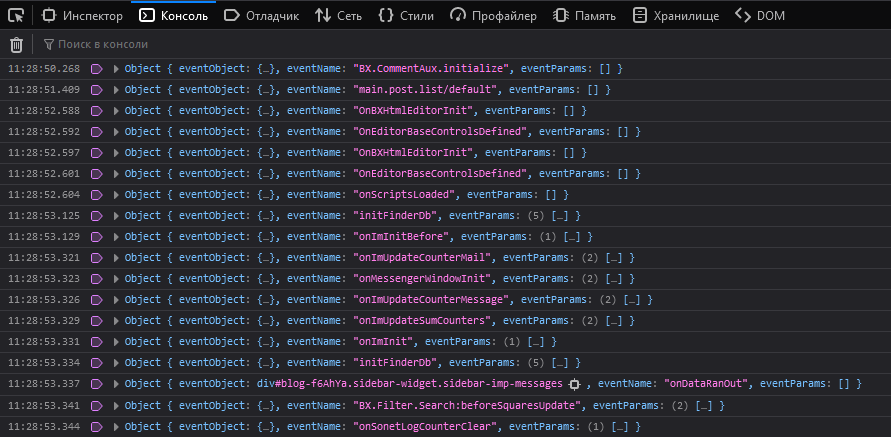 Инспектор Консоль Отладчик Сеть Стили Профайлер Память Хранилище DOM
Поиск в консоли
11:28:50.268 Object { eventObject: {…}, eventName: "BX.CommentAux.initialize", eventParams: [] }
11:28:51.409 Object { eventObject: {…}, eventName: "main.post.list/default", eventParams: [] }
11:28:52.588 Object { eventObject: {…}, eventName: "OnBXHtmlEditorInit", eventParams: [] }
11:28:52.592 Object { eventObject: {…}, eventName: "OnEditorBaseControlsDefined", eventParams: [] }
11:28:52.597 Object { eventObject: {…}, eventName: "OnBXHtmlEditorInit", eventParams: [] }
11:28:52.601 Object { eventObject: {…}, eventName: "OnEditorBaseControlsDefined", eventParams: [] }
11:28:52.604 Object { eventObject: {…}, eventName: "onScriptsLoaded", eventParams: [] }
11:28:53.125 Object { eventObject: {…}, eventName: "initFinderDb", eventParams: (5) […] }
11:28:53.129 Object { eventObject: {…}, eventName: "onImInitBefore", eventParams: (1) […] }
11:28:53.321 Object { eventObject: {…}, eventName: "onImUpdateCounterMail", eventParams: (2) […] }
11:28:53.323 Object { eventObject: {…}, eventName: "onMessengerWindowInit", eventParams: (2) […] }
11:28:53.326 Object { eventObject: {…}, eventName: "onImUpdateCounterMessage", eventParams: (2) […] }
11:28:53.329 Object { eventObject: {…}, eventName: "onImUpdateSumCounters", eventParams: (2) […] }
11:28:53.331 Object { eventObject: {…}, eventName: "onImInit", eventParams: (1) […] }
11:28:53.334 Object { eventObject: {…}, eventName: "initFinderDb", eventParams: (5) […] }
11:28:53.337 Object { eventObject: div#blog-f6AhYa.sidebar-widget.sidebar-imp-messages , eventName: "onDataRanOut", eventParams: [] }
11:28:53.341 Object { eventObject: {…}, eventName: "BX.Filter.Search:beforeSquaresUpdate", eventParams: (2) […] }
11:28:53.344 Object { eventObject: {…}, eventName: "onSonetLogCounterClear", eventParams: (1) […] }